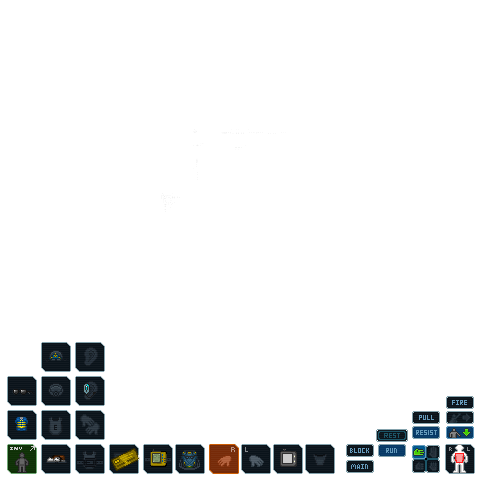 FIRE
PULL
REST
RESIST
INV
R
L
BLOCK
RUN
R L
MAIN